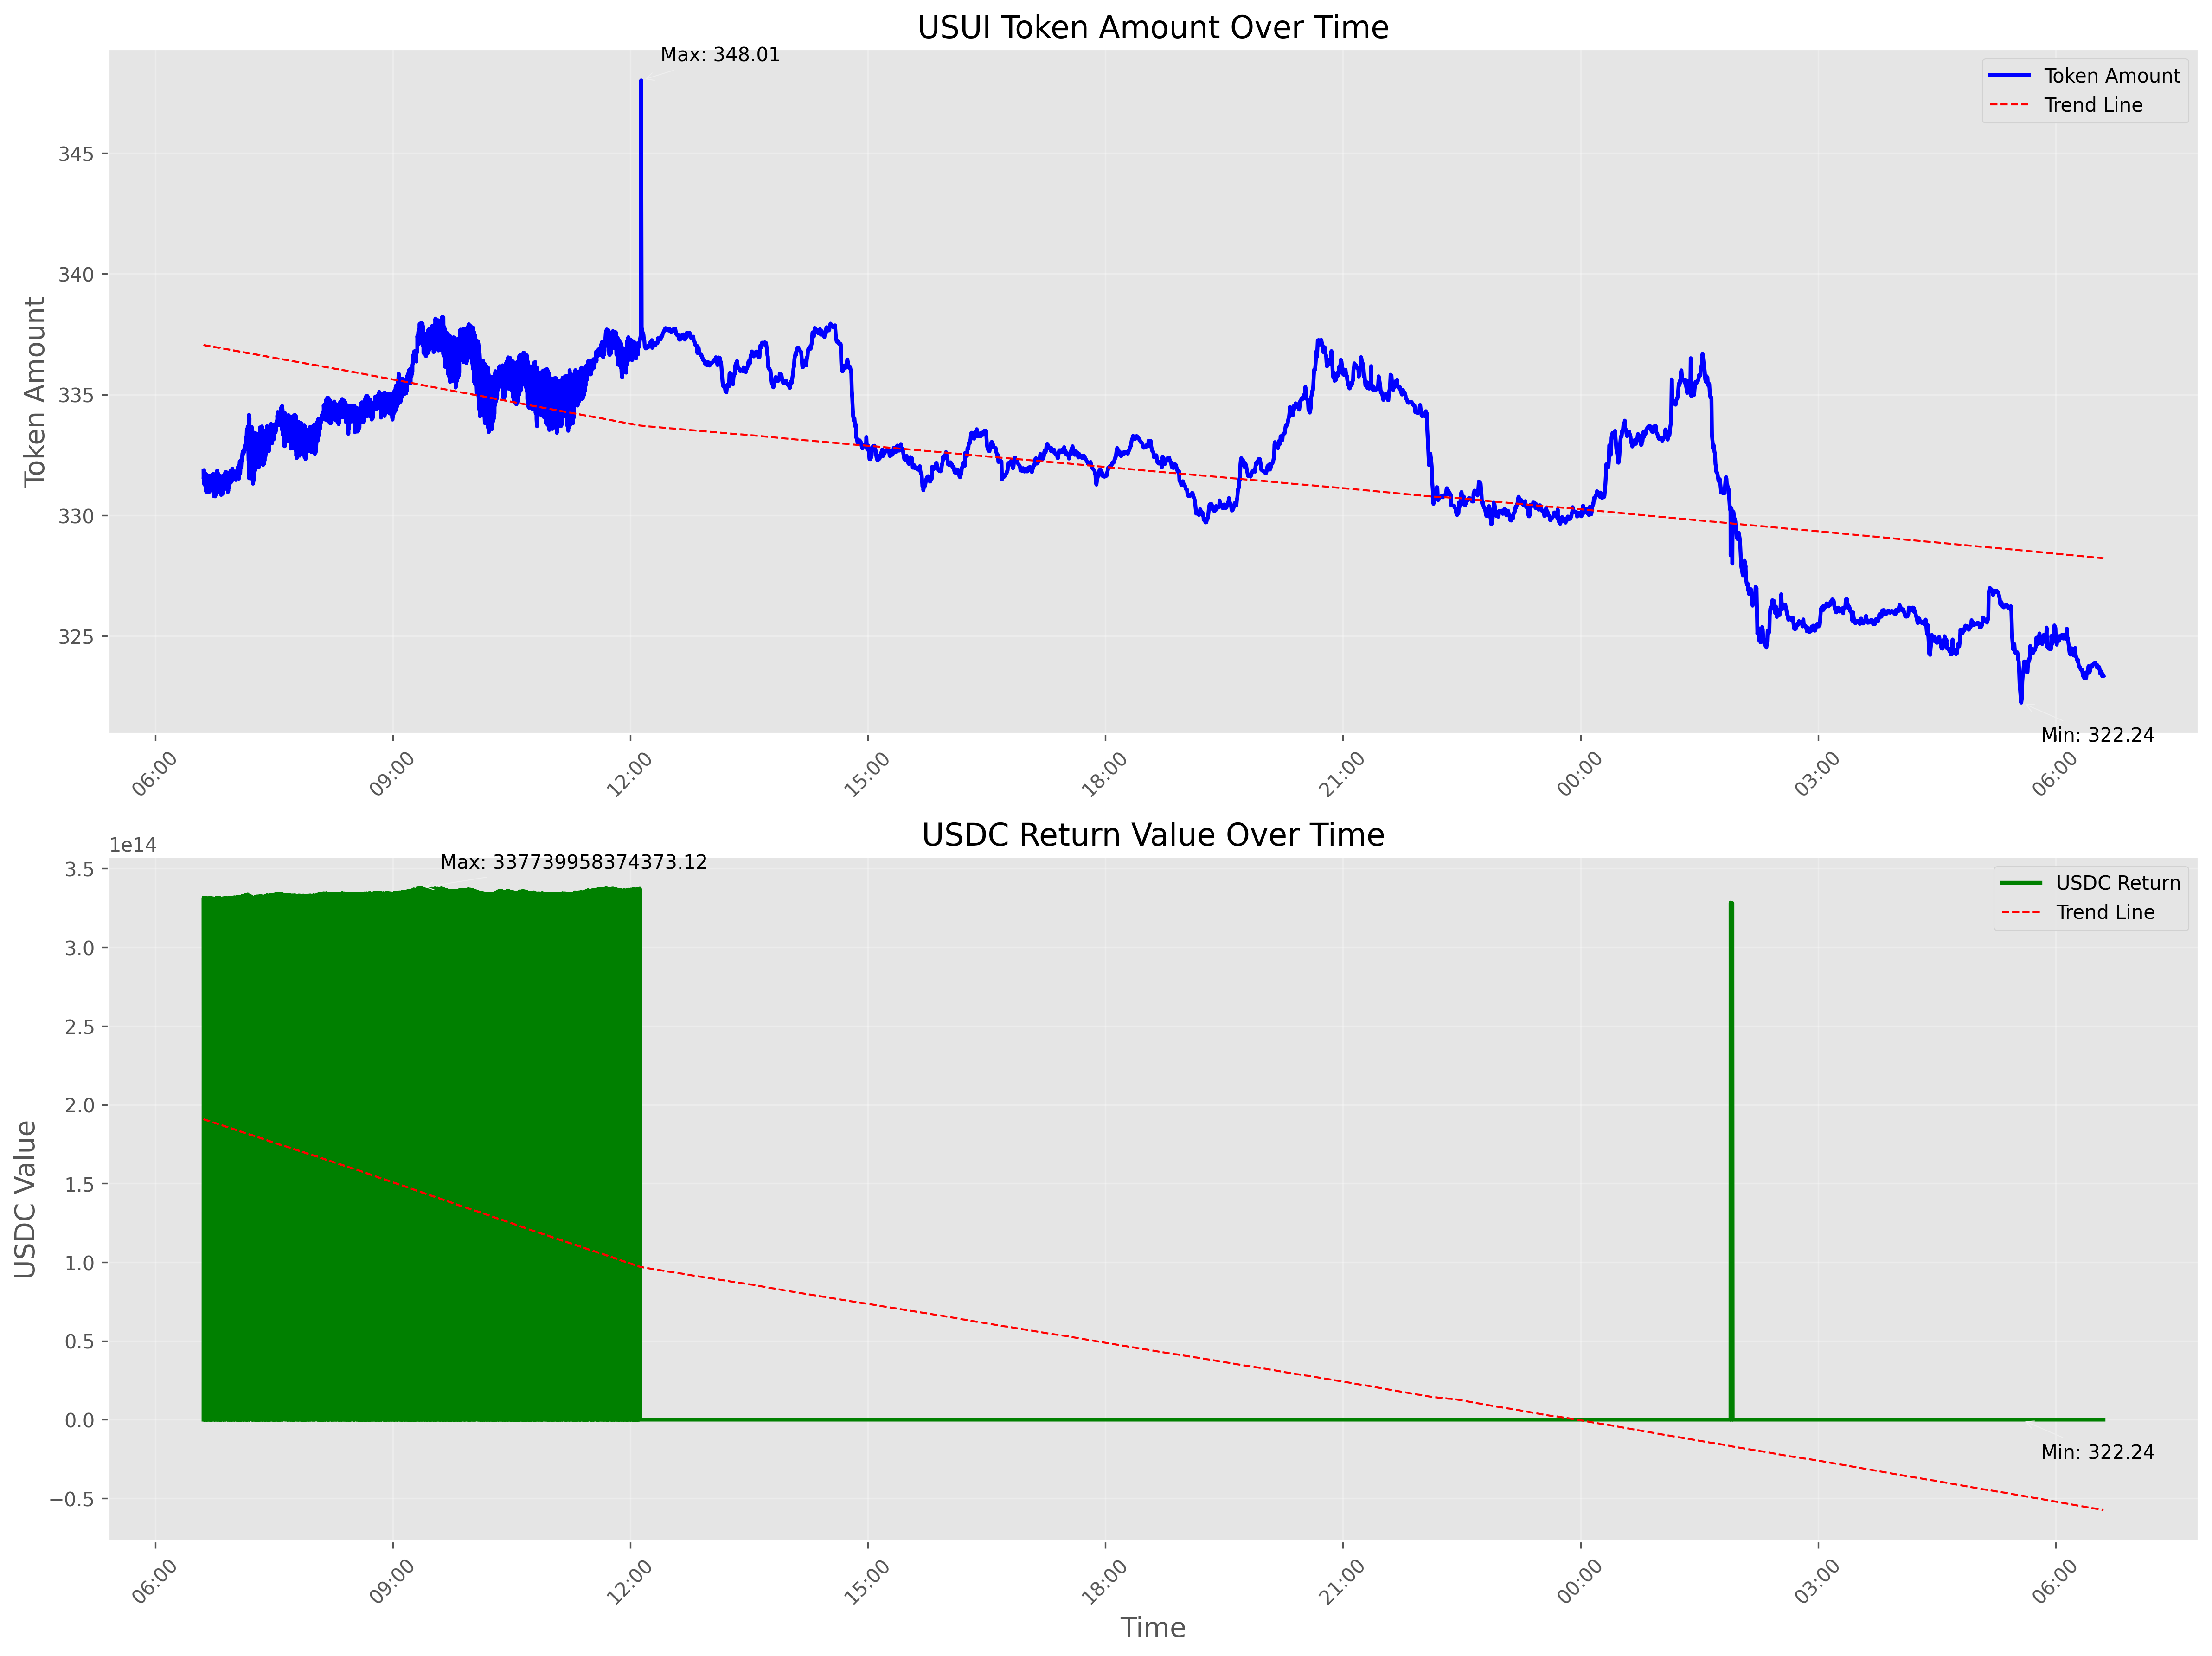 USUI Token Amount Over Time
Max: 348.01
Token Amount
Trend Line
345
340
335
330
325
Token Amount
Min: 322.24
06:00
09:00
12:00
15:00
18:00
21:00
00:00
03:00
06:00
USDC Return Value Over Time
1e14
Max: 337739958374373.12
USDC Return
Trend Line
3.5
3.0
2.5
2.0
1.5
1.0
0.5
0.0
−0.5
USDC Value
Min: 322.24
06:00
09:00
12:00
15:00
18:00
21:00
00:00
03:00
06:00
Time